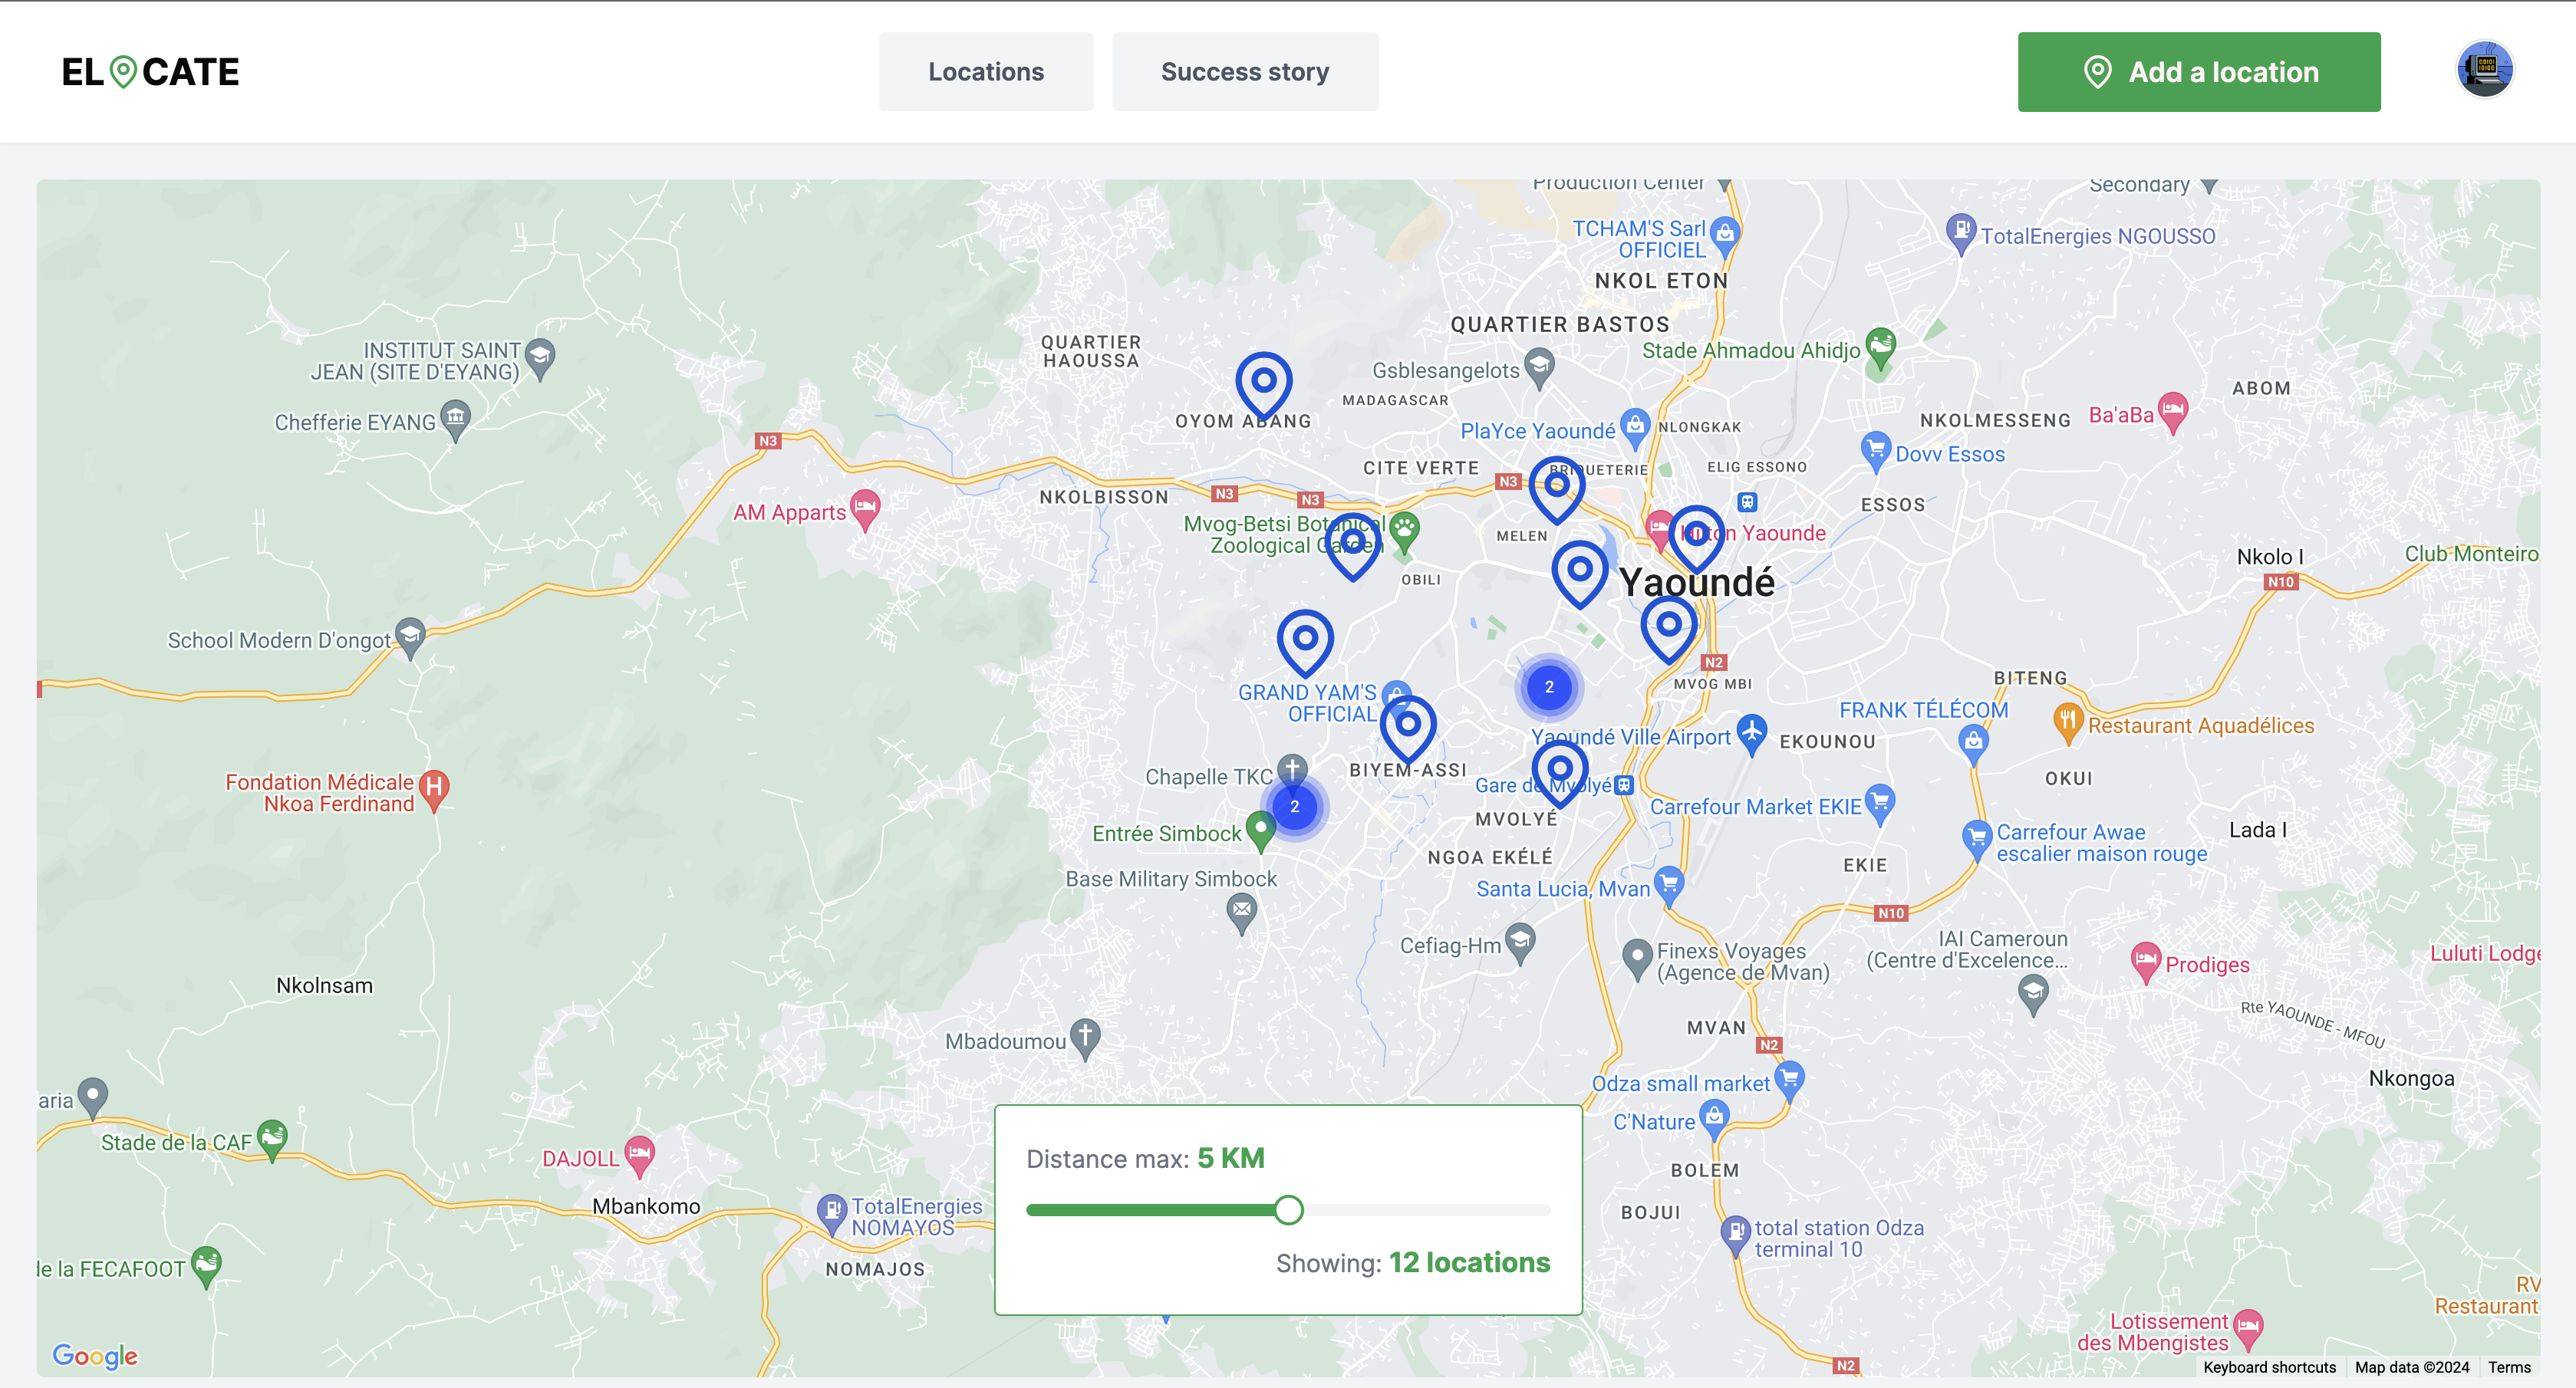 EL CATE
Locations
Success story
Add a location
Production Center
Secondary
TCHAM'S Sarl
OFFICIEL
TotalEnergies NGOUSSO
NKOL ETON
QUARTIER BASTOS
QUARTIER
HAOUSSA
INSTITUT SAINT
JEAN (SITE D'EYANG)
Stade Ahmadou Ahidjo
Gsblesangelots
MADAGASCAR
ABOM
Chefferie EYANG
OYOM ABANG
PlaYce Yaoundé
NLONGKAK
NKOLMESSENG
Ba'aBa
N3
CITE VERTE
BRIQUETERIE
ELIG ESSONO
Dovv Essos
NKOLBISSON
N3
N3
N3
ESSOS
AM Apparts
Mvog-Betsi Botanical
Zoological Garden
MELEN
Hilton Yaounde
OBILI
Yaoundé
Nkolo I
Club Monteiro
N10
School Modern D'ongot
N2
MVOG MBI
BITENG
GRAND YAM'S
OFFICIAL
2
FRANK TÉLÉCOM
Restaurant Aquadélices
Yaoundé Ville Airport
EKOUNOU
Chapelle TKC
BIYEM-ASSI
Gare de Mvolyé
OKUI
Fondation Médicale
Nkoa Ferdinand
2
MVOLYÉ
Carrefour Market EKIE
Entrée Simbock
Carrefour Awae
escalier maison rouge
Lada I
NGOA EKÉLÉ
EKIE
Base Military Simbock
Santa Lucia, Mvan
N10
Cefiag-Hm
Finexs Voyages
(Agence de Mvan)
IAI Cameroun
(Centre d'Excelence...
Prodiges
Luluti Lodge
Nkolnsam
Rte YAOUNDE - MFOU
MVAN
Mbadoumou
N2
Odza small market
Nkongoa
aria
C'Nature
Stade de la CAF
DAJOLL
BOLEM
Distance max: 5 KM
Mbankomo
TotalEnergies
NOMAYOS
BOJUI
total station Odza
terminal 10
Showing: 12 locations
de la FECAFOOT
NOMAJOS
RV
Restaurant
Lotissement
des Mbengistes
Google
N2
Keyboard shortcuts
Map data ©2024
Terms